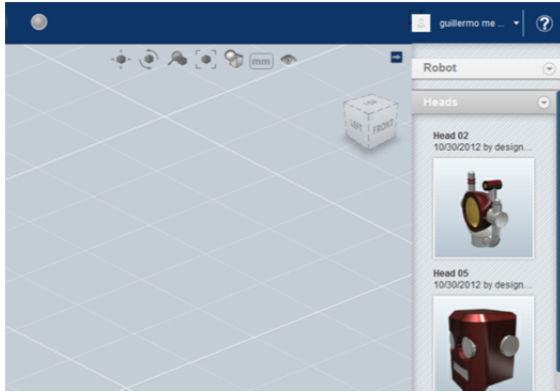 guillermo me ...
?
mm
Robot
TOP
LEFT
FRONT
Heads
Head 02
10/30/2012 by design...
Head 05
10/30/2012 by design...